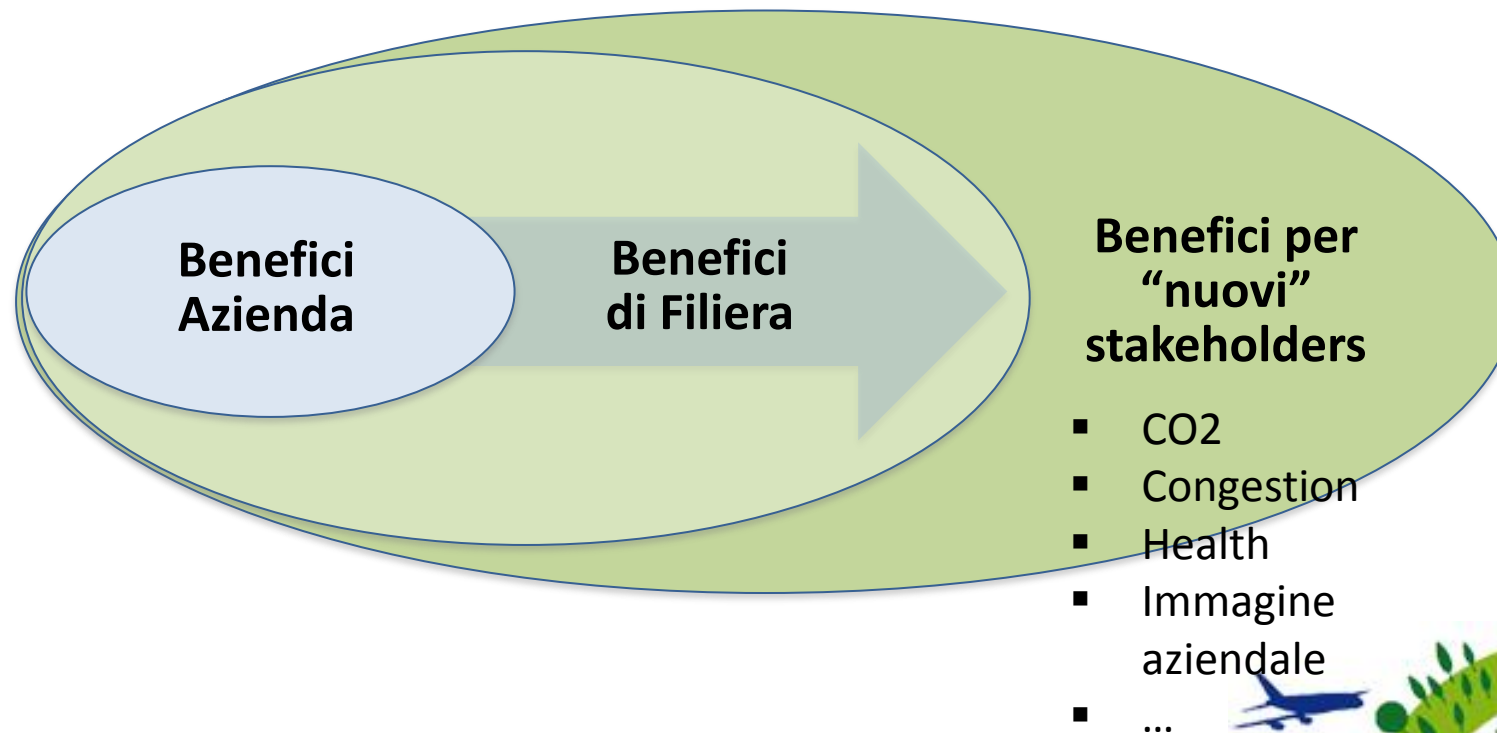 Benefici
Azienda
Benefici
di Filiera
Benefici per
“nuovi”
stakeholders
▪ CO2
▪ Congestion
▪ Health
▪ Immagine
aziendale
▪ …